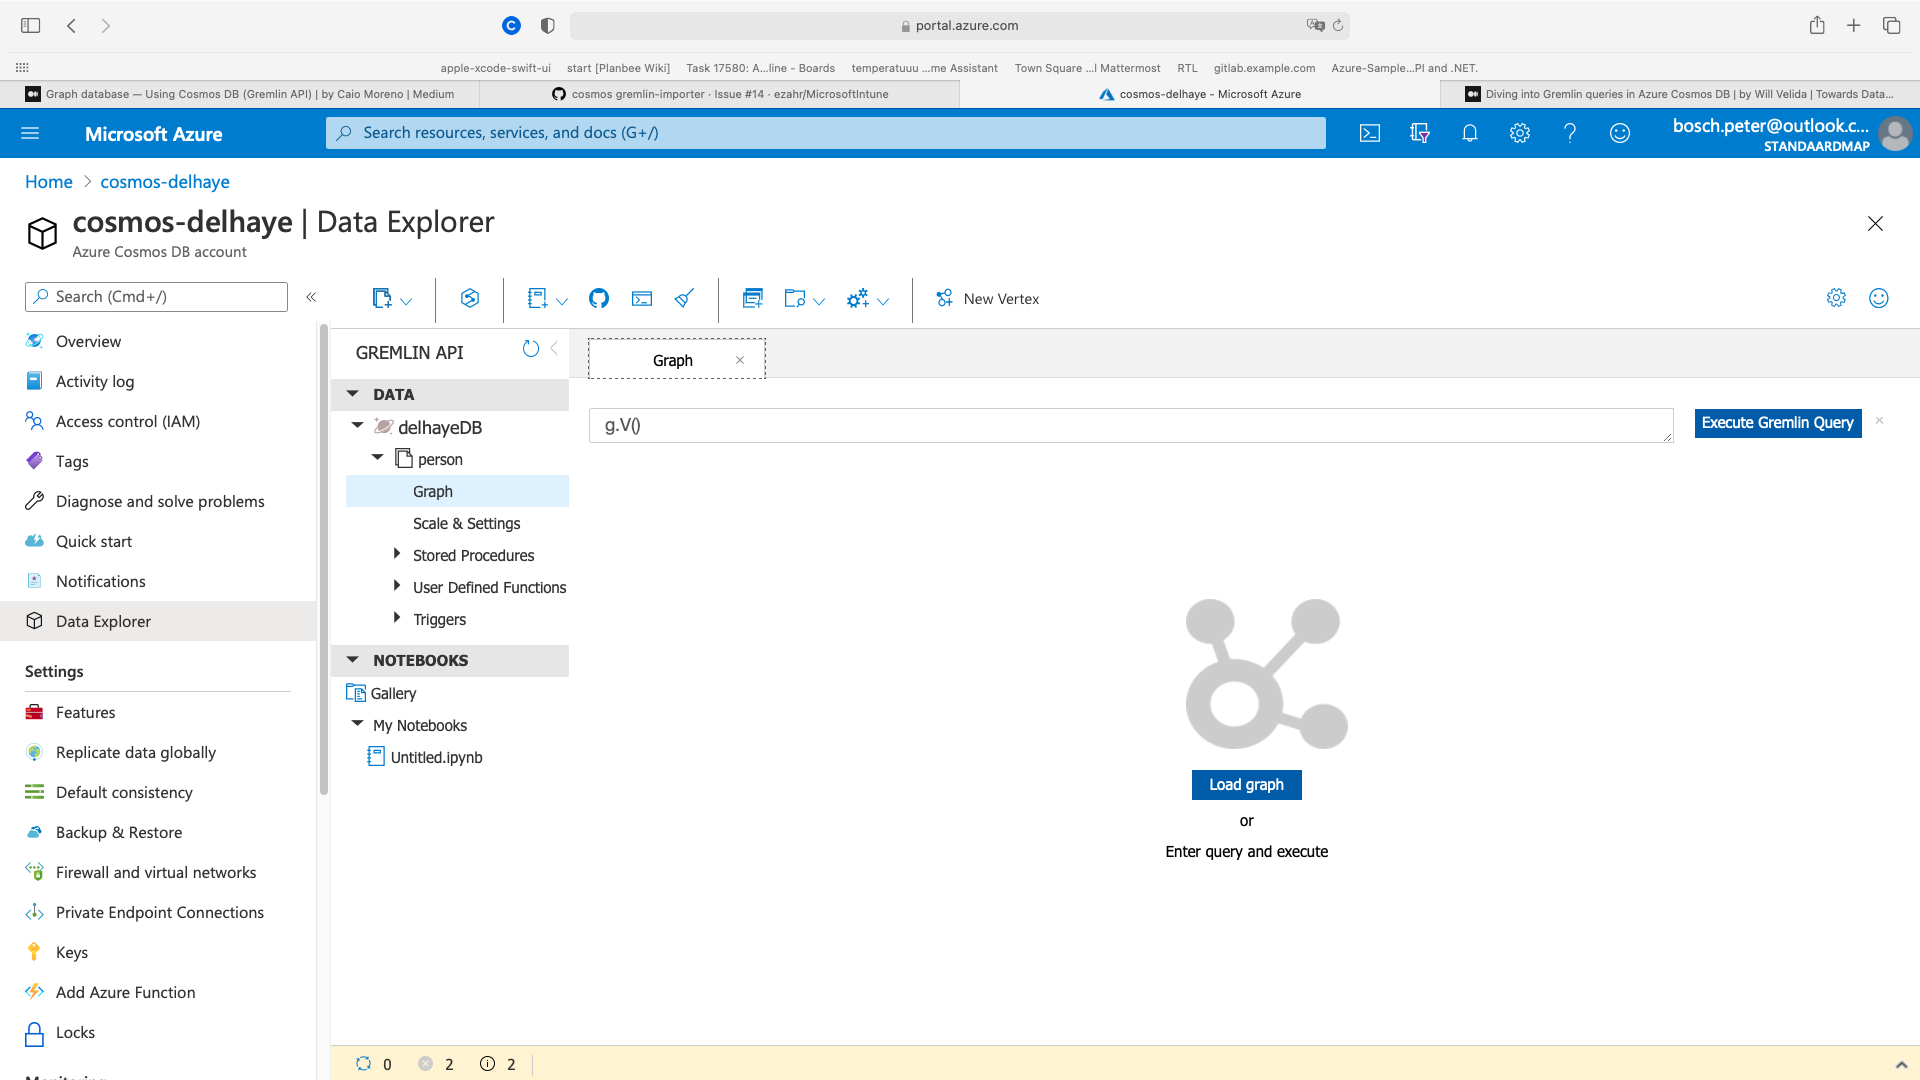 portal.azure.com
apple-xcode-swift-ui
start [Planbee Wiki]
Task 17580: A...line - Boards
temperatuuu ...me Assistant
Town Square ...l Mattermost
RTL
gitlab.example.com
Azure-Sample...PI and .NET.
Graph database — Using Cosmos DB (Gremlin API) | by Caio Moreno | Medium
cosmos gremlin-importer · Issue #14 · ezahr/MicrosoftIntune
cosmos-delhaye - Microsoft Azure
Diving into Gremlin queries in Azure Cosmos DB | by Will Velida | Towards Data...
Microsoft Azure
Search resources, services, and docs (G+/)
bosch.peter@outlook.c...
STANDAARDMAP
Home > cosmos-delhaye
cosmos-delhaye | Data Explorer
Azure Cosmos DB account
Search (Cmd+/)
New Vertex
Overview
Activity log
Access control (IAM)
Tags
Diagnose and solve problems
Quick start
Notifications
Data Explorer
Settings
Features
Replicate data globally
Default consistency
Backup & Restore
Firewall and virtual networks
Private Endpoint Connections
Keys
Add Azure Function
Locks
GREMLIN API
DATA
delhayeDB
person
Graph
Scale & Settings
Stored Procedures
User Defined Functions
Triggers
NOTEBOOKS
Gallery
My Notebooks
Untitled.ipynb
Graph
g.V()
Execute Gremlin Query
Load graph
or
Enter query and execute
0 2 2